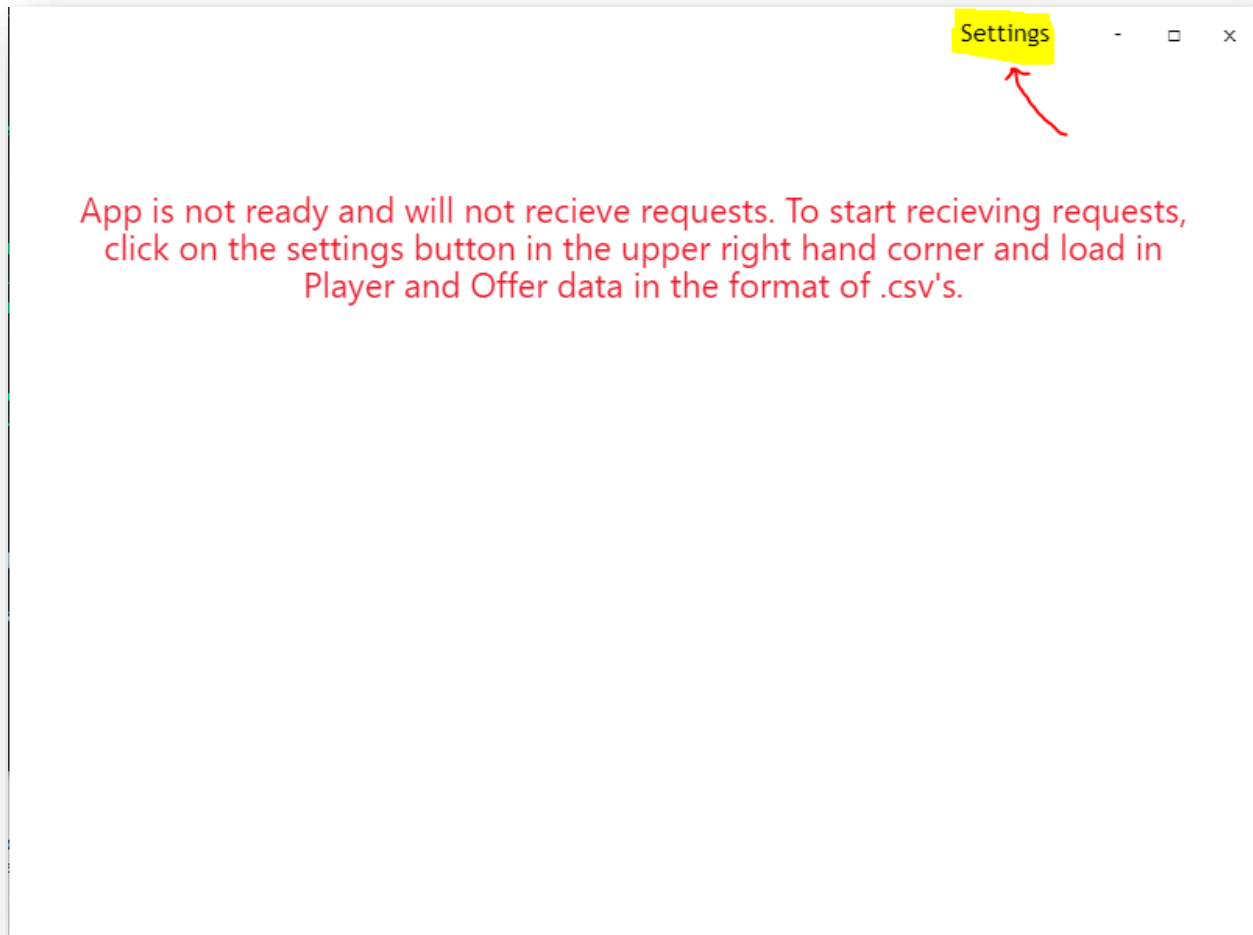 Settings - □ x
App is not ready and will not recieve requests. To start recieving requests,
click on the settings button in the upper right hand corner and load in
Player and Offer data in the format of .csv's.